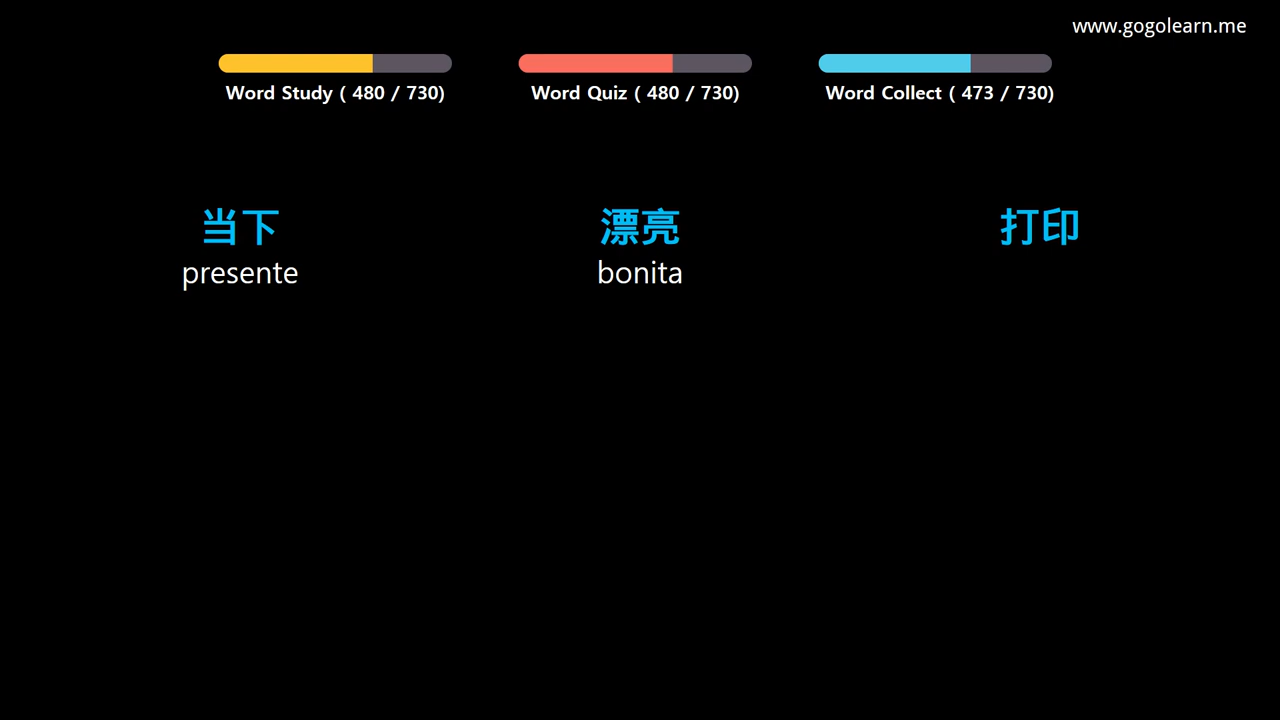 www.gogolearn.me
Word Study ( 480 / 730)
Word Quiz ( 480 / 730)
Word Collect ( 473 / 730)
当下
presente
漂亮
bonita
打印